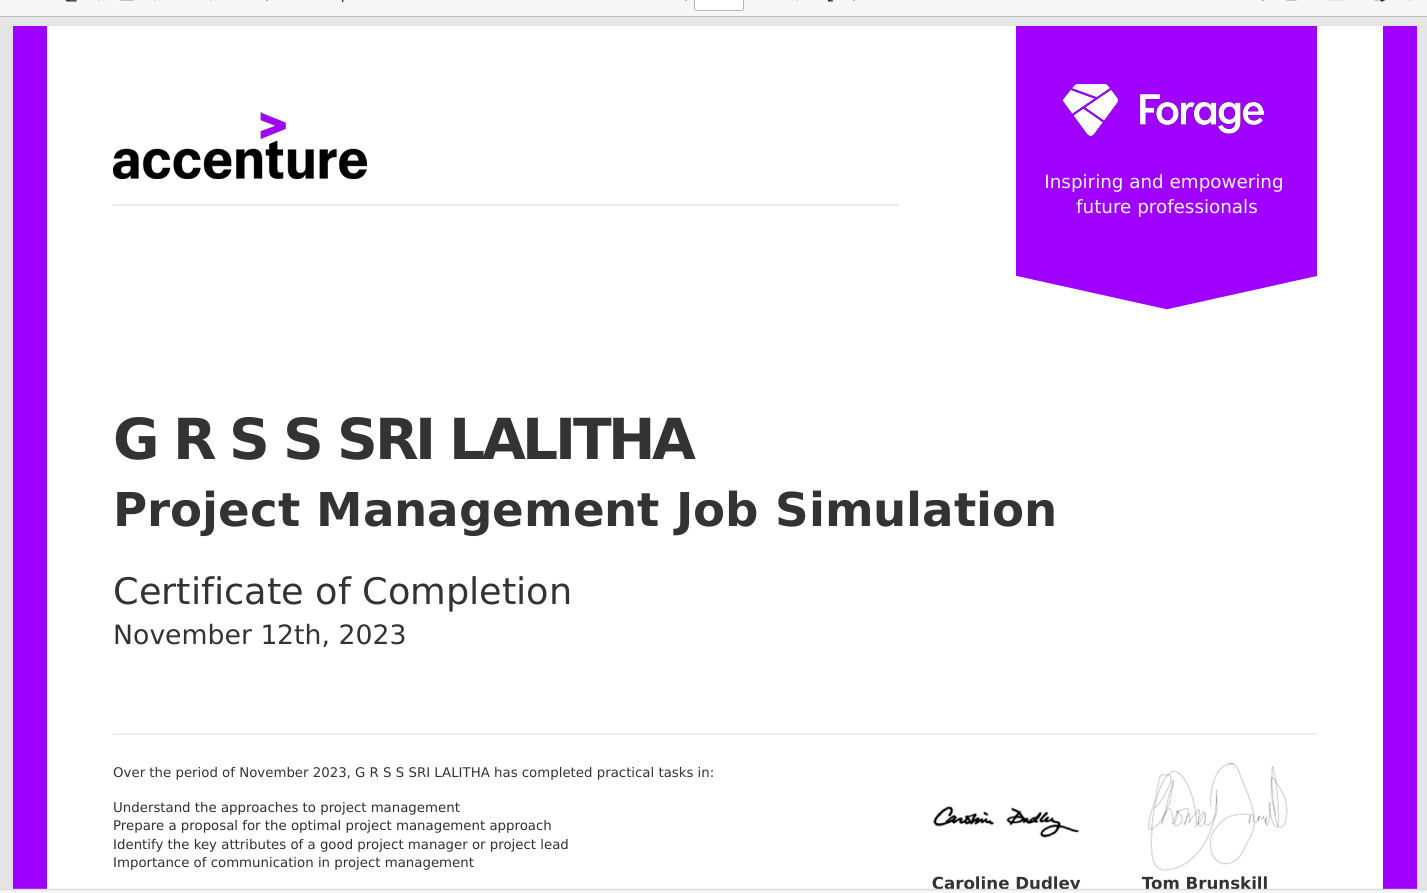 accenture
Forage
Inspiring and empowering
future professionals
G R S S SRI LALITHA
Project Management Job Simulation
Certificate of Completion
November 12th, 2023
Over the period of November 2023, G R S S SRI LALITHA has completed practical tasks in:
Understand the approaches to project management
Prepare a proposal for the optimal project management approach
Identify the key attributes of a good project manager or project lead
Importance of communication in project management
Caroline Dudley
Caroline Dudley
Tom Brunskill